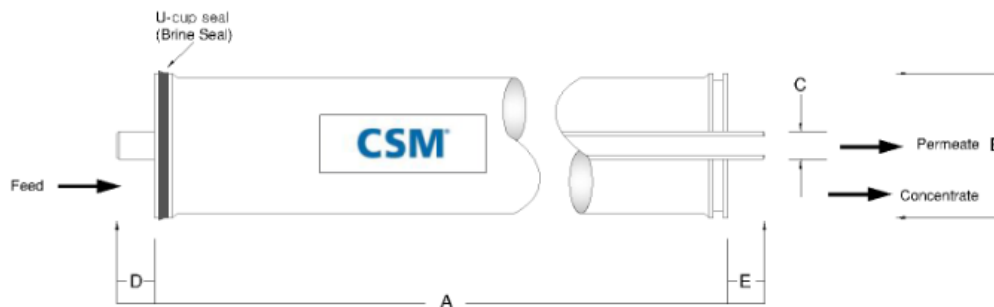 U-cup seal
(Brine Seal)
C
CSM®
Permeate
Feed
Concentrate
D
E
A